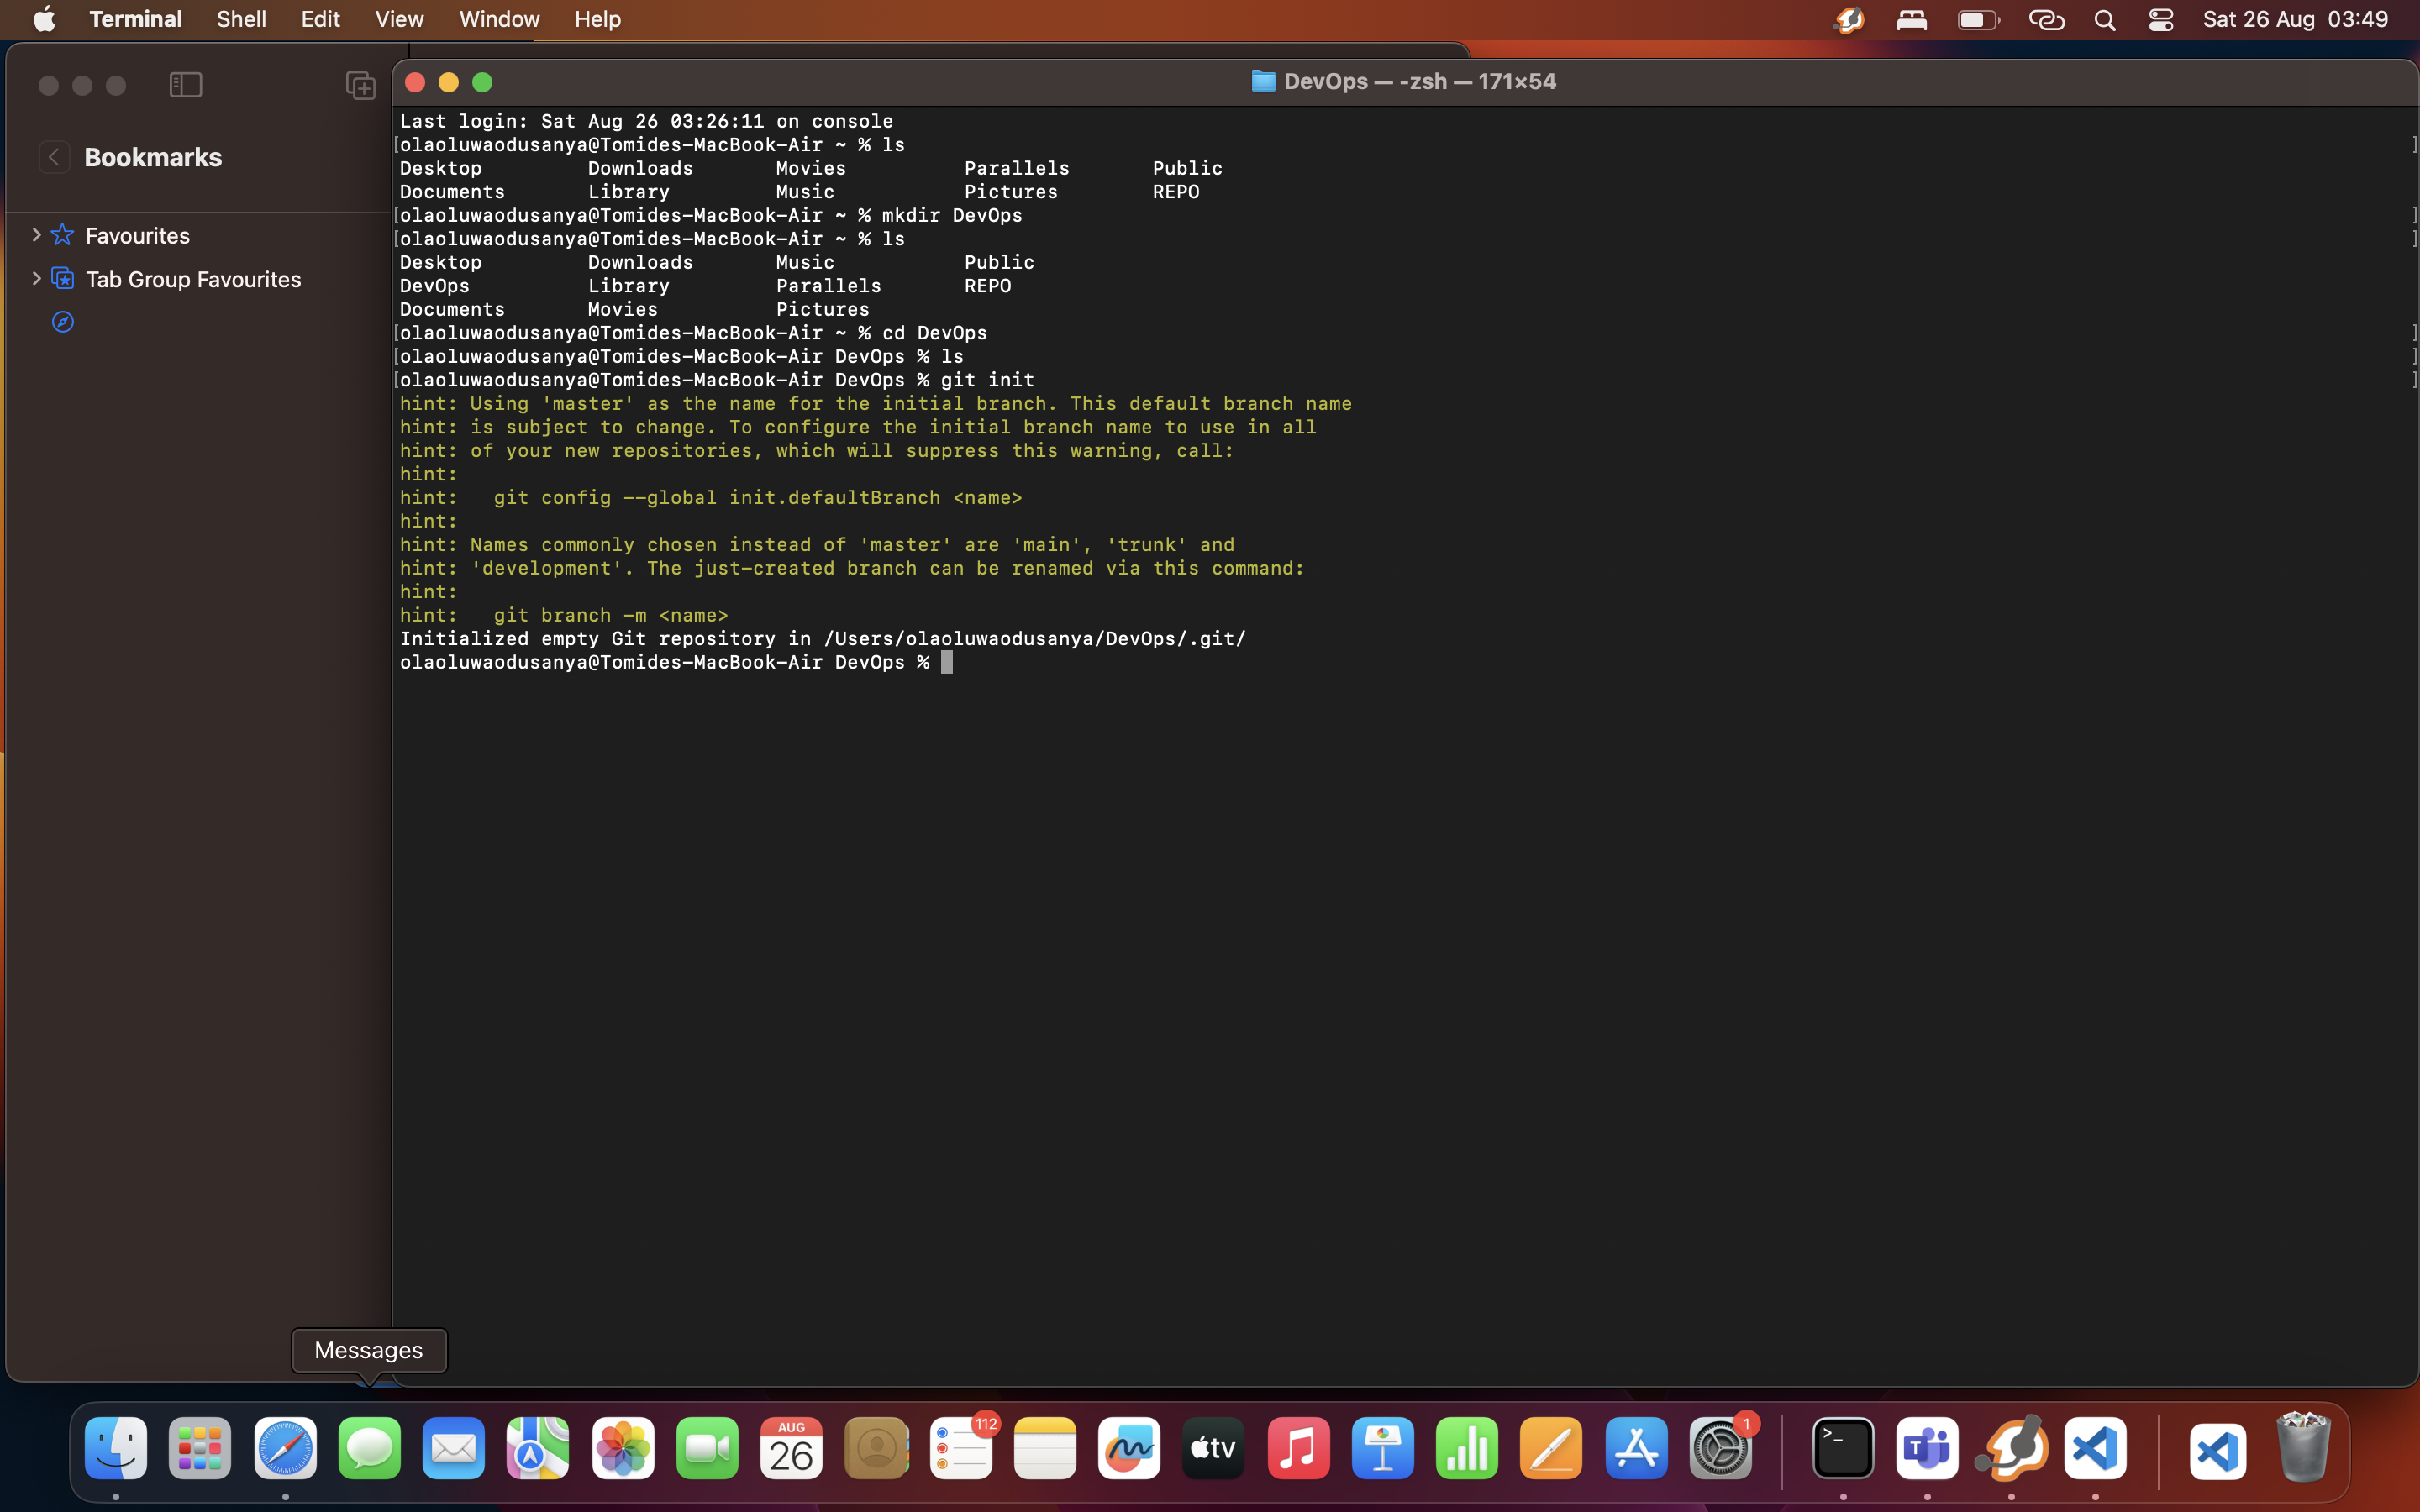 Terminal Shell Edit View Window Help Sat 26 Aug 03:49
DevOps — -zsh — 171×54
Bookmarks
Favourites
Tab Group Favourites
Last login: Sat Aug 26 03:26:11 on console
[olaoluwaodusanya@Tomides-MacBook-Air ~ % ls ]
Desktop Downloads Movies Parallels Public
Documents Library Music Pictures REPO
[olaoluwaodusanya@Tomides-MacBook-Air ~ % mkdir DevOps ]
[olaoluwaodusanya@Tomides-MacBook-Air ~ % ls ]
Desktop Downloads Music Public
DevOps Library Parallels REPO
Documents Movies Pictures
[olaoluwaodusanya@Tomides-MacBook-Air ~ % cd DevOps ]
[olaoluwaodusanya@Tomides-MacBook-Air DevOps % ls ]
[olaoluwaodusanya@Tomides-MacBook-Air DevOps % git init ]
hint: Using 'master' as the name for the initial branch. This default branch name
hint: is subject to change. To configure the initial branch name to use in all
hint: of your new repositories, which will suppress this warning, call:
hint:
hint: git config --global init.defaultBranch <name>
hint:
hint: Names commonly chosen instead of 'master' are 'main', 'trunk' and
hint: 'development'. The just-created branch can be renamed via this command:
hint:
hint: git branch -m <name>
Initialized empty Git repository in /Users/olaoluwaodusanya/DevOps/.git/
olaoluwaodusanya@Tomides-MacBook-Air DevOps %
Messages
AUG
26
112
tv
1
>_
T